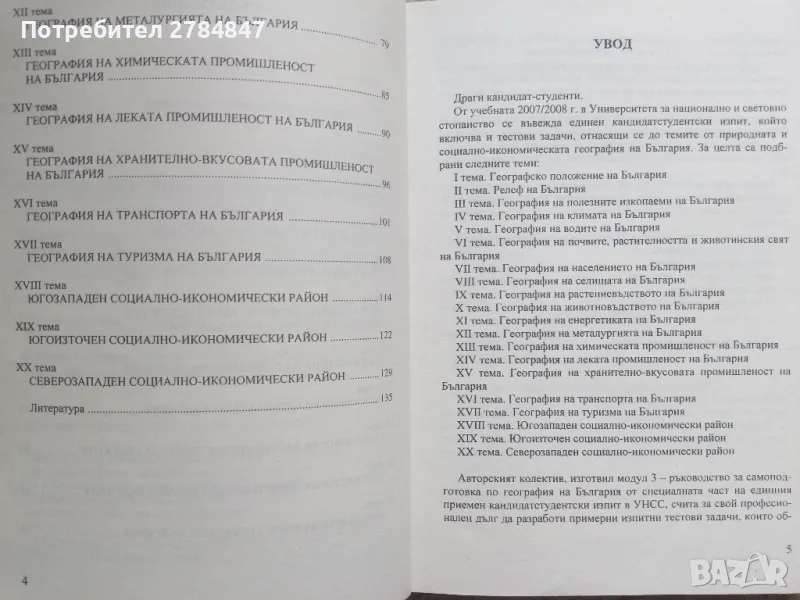 Потребител 2784847
XII тема
ГЕОГРАФИЯ НА МЕТАЛУРГИЯТА НА БЪЛГАРИЯ 79
XIII тема
ГЕОГРАФИЯ НА ХИМИЧЕСКАТА ПРОМИШЛЕНОСТ
НА БЪЛГАРИЯ 85
XIV тема
ГЕОГРАФИЯ НА ЛЕКАТА ПРОМИШЛЕНОСТ НА БЪЛГАРИЯ 90
XV тема
ГЕОГРАФИЯ НА ХРАНИТЕЛНО-ВКУСОВАТА ПРОМИШЛЕНОСТ
НА БЪЛГАРИЯ 96
XVI тема
ГЕОГРАФИЯ НА ТРАНСПОРТА НА БЪЛГАРИЯ 101
XVII тема
ГЕОГРАФИЯ НА ТУРИЗМА НА БЪЛГАРИЯ 108
XVIII тема
ЮГОЗАПАДЕН СОЦИАЛНО-ИКОНОМИЧЕСКИ РАЙОН 114
XIX тема
ЮГОИЗТОЧЕН СОЦИАЛНО-ИКОНОМИЧЕСКИ РАЙОН 122
XX тема
СЕВЕРОЗАПАДЕН СОЦИАЛНО-ИКОНОМИЧЕСКИ РАЙОН 129
Литература 135
4
УВОД
Драги кандидат-студенти.
От учебната 2007/2008 г. в Университета за национално и световно
стопанство се въвежда единен кандидатстудентски изпит, който
включва и тестови задачи, отнасящи се до темите от природната и
социално-икономическата география на България. За целта са подб-
рани следните теми:
I тема. Географско положение на България
II тема. Релеф на България
III тема. География на полезните изкопаеми на България
IV тема. География на климата на България
V тема. География на водите на България
VI тема. География на почвите, растителността и животинския свят
на България
VII тема. География на населението на България
VIII тема. География на селищата на България
IX тема. География на растениевъдството на България
X тема. География на животновъдството на България
XI тема. География на енергетиката на България
XII тема. География на металургията на България
XIII тема. География на химическата промишленост на България
XIV тема. География на леката промишленост на България
XV тема. География на хранително-вкусовата промишленост на
България
XVI тема. География на транспорта на България
XVII тема. География на туризма на България
XVIII тема. Югозападен социално-икономически район
XIX тема. Югоизточен социално-икономически район
XX тема. Северозападен социално-икономически район
Авторският колектив, изготвил модул 3 – ръководство за самопод-
готовка по география на България от специалната част на единния
приемен кандидатстудентски изпит в УНСС, счита за свой професио-
нален дълг да разработи примерни изпитни тестови задачи, които об-
5
BAZAR